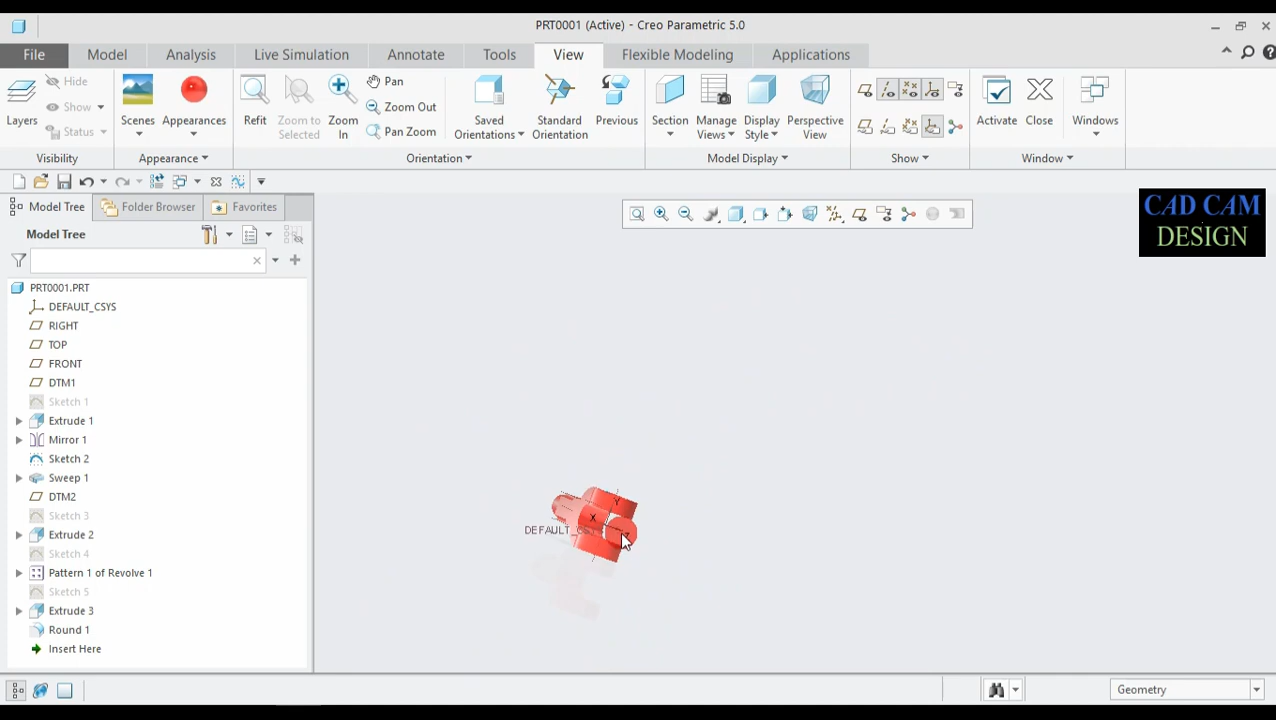 PRT0001 (Active) - Creo Parametric 5.0
File Model Analysis Live Simulation Annotate Tools View Flexible Modeling Applications
Layers
Hide
Show
Status
Visibility
Scenes
Appearances
Appearance
Refit
Zoom to Selected
Zoom In
Pan
Zoom Out
Pan Zoom
Saved Orientations
Standard Orientation
Previous
Orientation
Section
Manage Views
Display Style
Perspective View
Model Display
Show
Activate
Close
Windows
Window
Model Tree Folder Browser Favorites
Model Tree
CAD CAM
DESIGN
PRT0001.PRT
DEFAULT_CSYS
RIGHT
TOP
FRONT
DTM1
Sketch 1
Extrude 1
Mirror 1
Sketch 2
Sweep 1
DTM2
Sketch 3
Extrude 2
Sketch 4
Pattern 1 of Revolve 1
Sketch 5
Extrude 3
Round 1
Insert Here
Y
X
Geometry